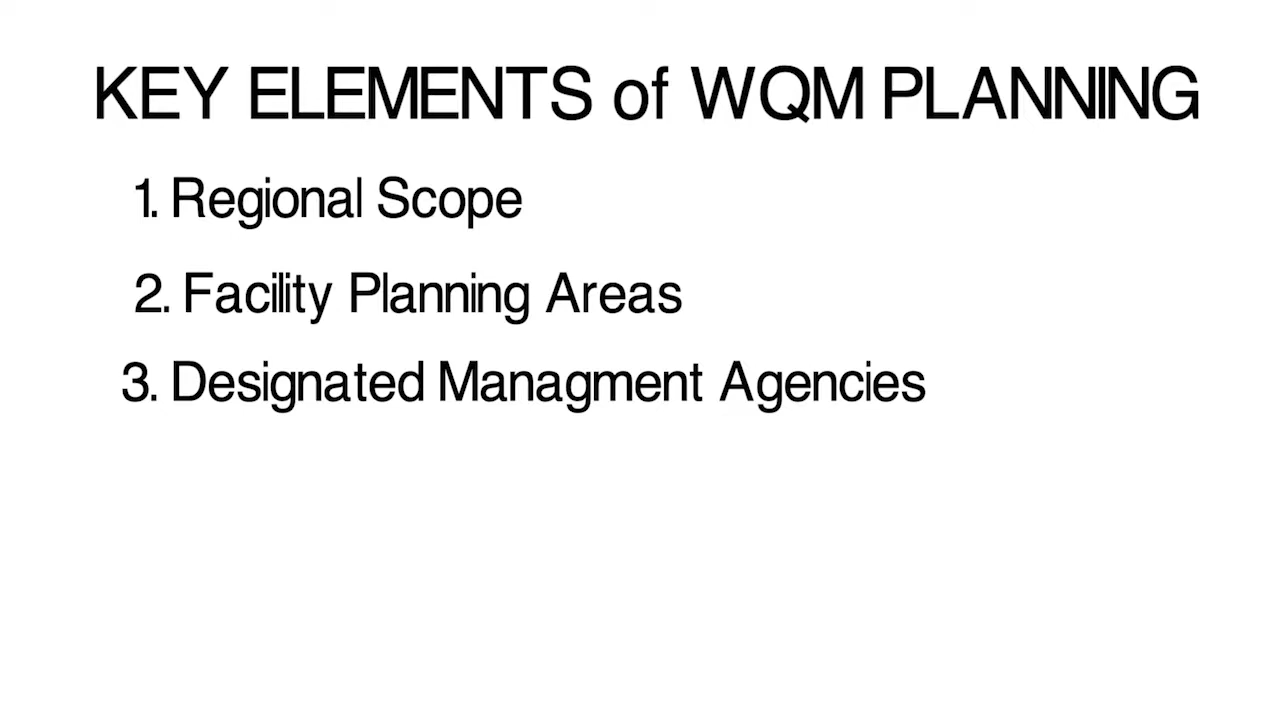 KEY ELEMENTS of WQM PLANNING
1. Regional Scope
2. Facility Planning Areas
3. Designated Managment Agencies